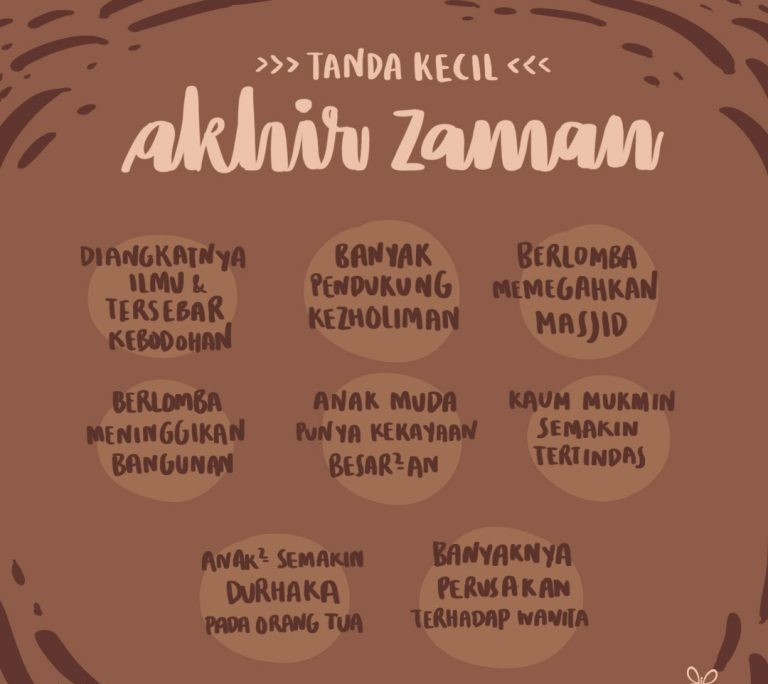 >>> TANDA KECIL <<<
akhir zaman
DIANGKATNYA
ILMU &
TERSEBAR
KEBODOHAN
BANYAK
PENDUKUNG
KEZHOLIMAN
BERLOMBA
MEMEGAHKAN
MASJID
BERLOMBA
MENINGGIKAN
BANGUNAN
ANAK MUDA
PUNYA KEKAYAAN
BESAR²AN
KAUM MUKMIN
SEMAKIN
TERTINDAS
ANAK² SEMAKIN
DURHAKA
PADA ORANG TUA
BANYAKNYA
PERUSAKAN
TERHADAP WANITA